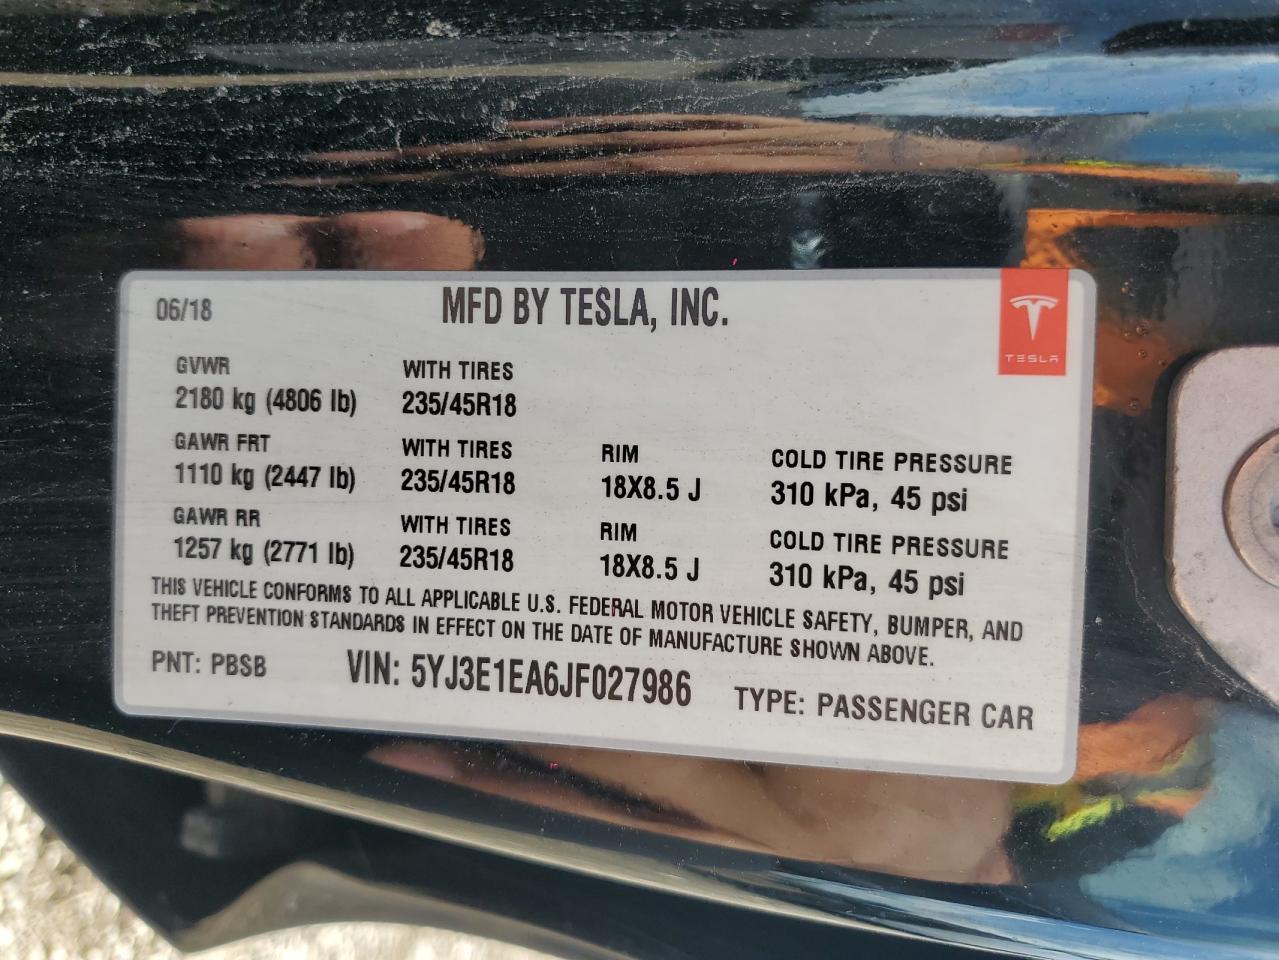 06/18 MFD BY TESLA, INC.
TESLA
GVWR WITH TIRES
2180 kg (4806 lb) 235/45R18
GAWR FRT WITH TIRES RIM COLD TIRE PRESSURE
1110 kg (2447 lb) 235/45R18 18X8.5 J 310 kPa, 45 psi
GAWR RR WITH TIRES RIM COLD TIRE PRESSURE
1257 kg (2771 lb) 235/45R18 18X8.5 J 310 kPa, 45 psi
THIS VEHICLE CONFORMS TO ALL APPLICABLE U.S. FEDERAL MOTOR VEHICLE SAFETY, BUMPER, AND
THEFT PREVENTION STANDARDS IN EFFECT ON THE DATE OF MANUFACTURE SHOWN ABOVE.
PNT: PBSB VIN: 5YJ3E1EA6JF027986 TYPE: PASSENGER CAR